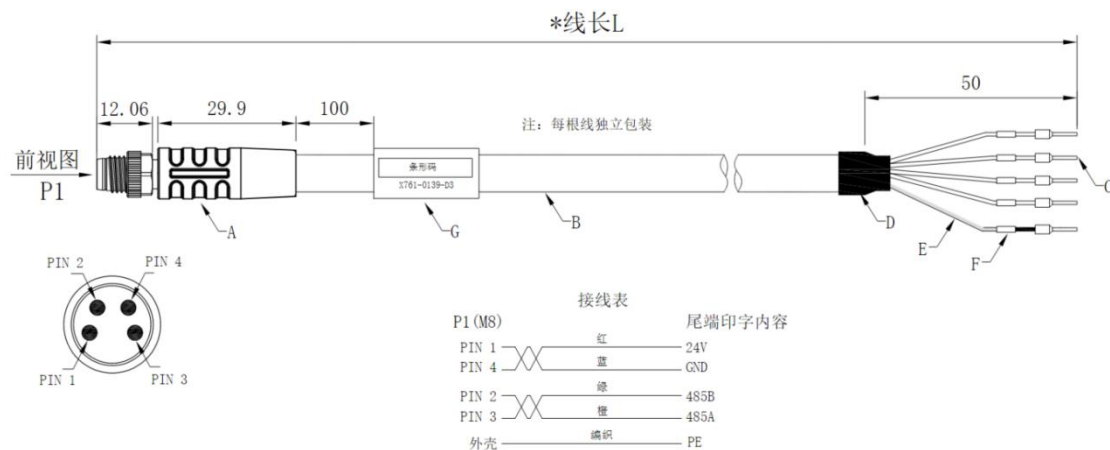 *线长L
12.06
29.9
100
50
注: 每根线独立包装
前视图
P1
条形码
X761-0139-D3
A
G
B
D
E
F
C
PIN 2
PIN 4
PIN 1
PIN 3
接线表
P1(M8)
尾端印字内容
PIN 1 红 24V
PIN 4 蓝 GND
PIN 2 绿 485B
PIN 3 橙 485A
外壳 编织 PE